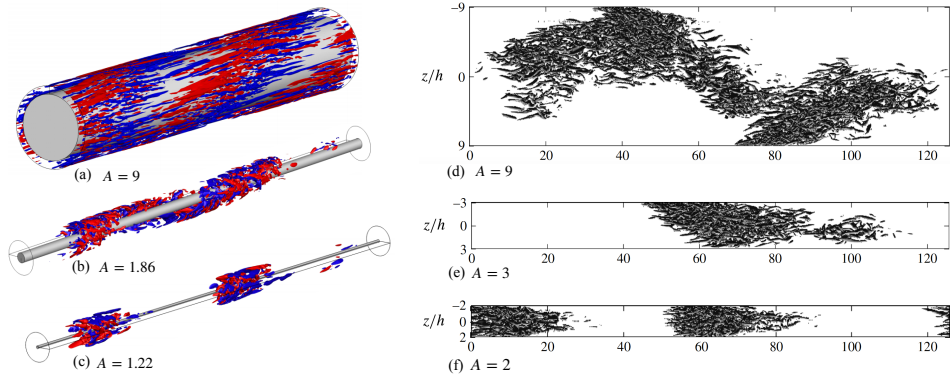 (a) A = 9
(b) A = 1.86
(c) A = 1.22
−9
z/h 0
9
0 20 40 60 80 100 120
(d) A = 9
−3
0
3
0 20 40 60 80 100 120
(e) A = 3
−2
z/h 0
2
0 20 40 60 80 100 120
(f) A = 2